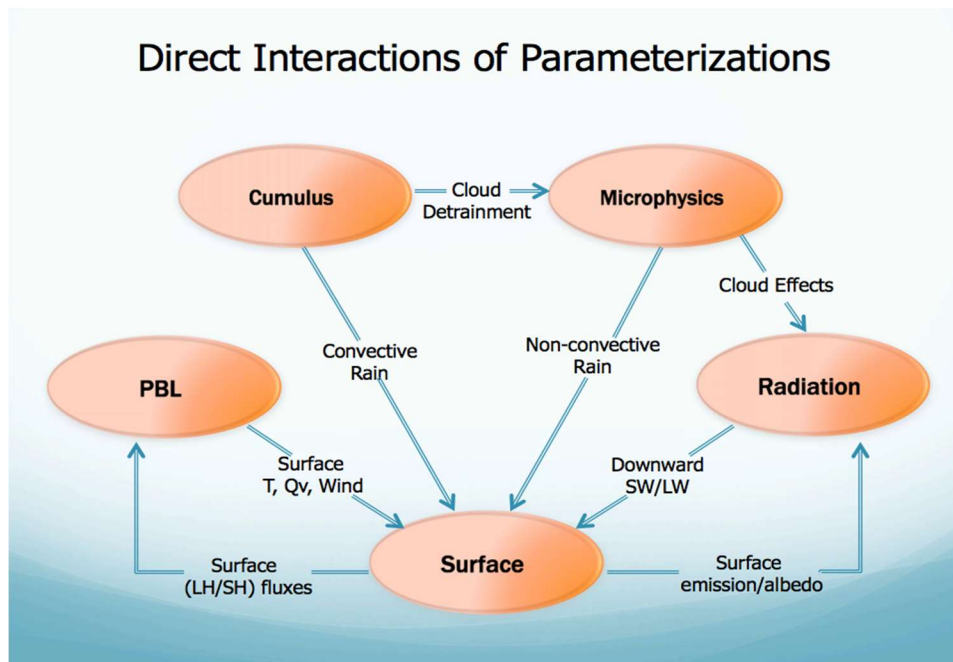 Direct Interactions of Parameterizations
Cumulus
Cloud
Detrainment
Microphysics
Cloud Effects
Convective
Rain
Non-convective
Rain
PBL
Radiation
Surface
T, Qv, Wind
Downward
SW/LW
Surface
(LH/SH) fluxes
Surface
Surface
emission/albedo